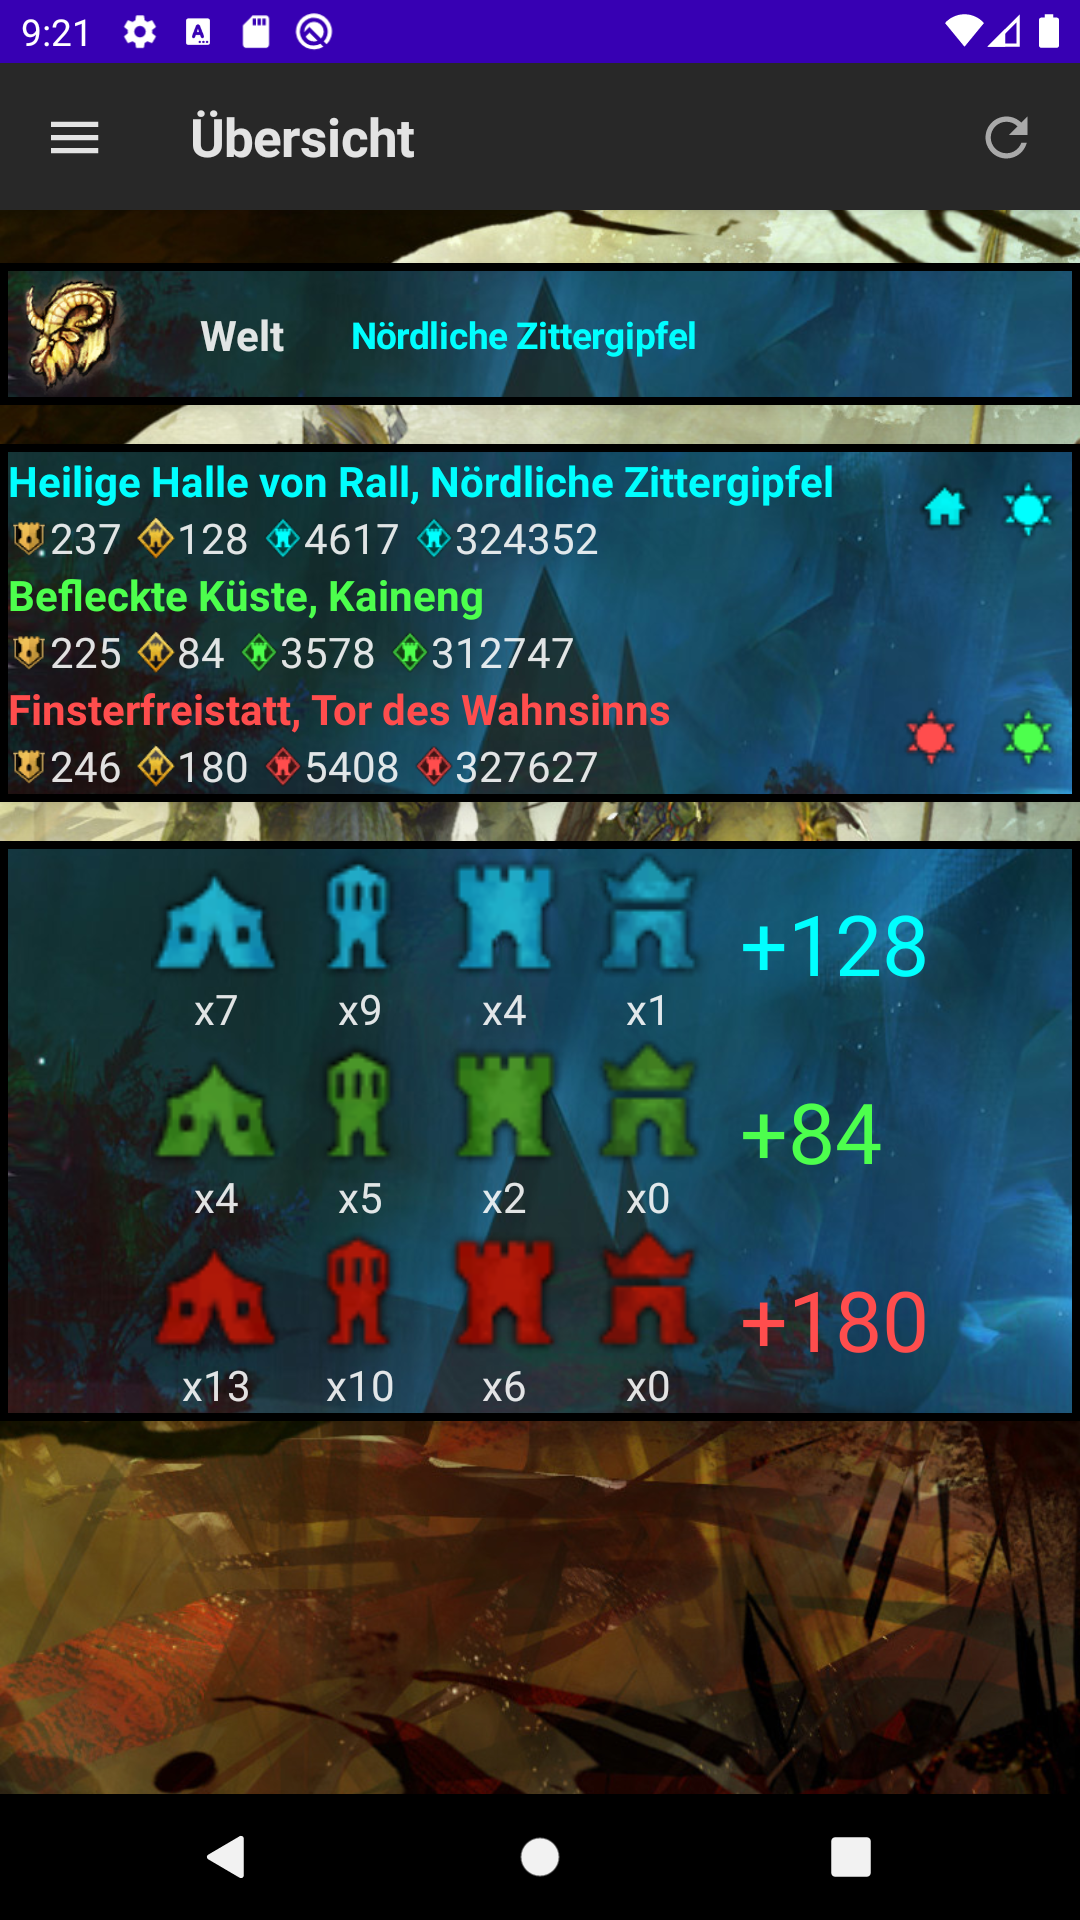 9:21
Übersicht
Welt Nördliche Zittergipfel
Heilige Halle von Rall, Nördliche Zittergipfel
237 128 4617 324352
Befleckte Küste, Kaineng
225 84 3578 312747
Finsterfreistatt, Tor des Wahnsinns
246 180 5408 327627
+128
x7 x9 x4 x1
+84
x4 x5 x2 x0
+180
x13 x10 x6 x0